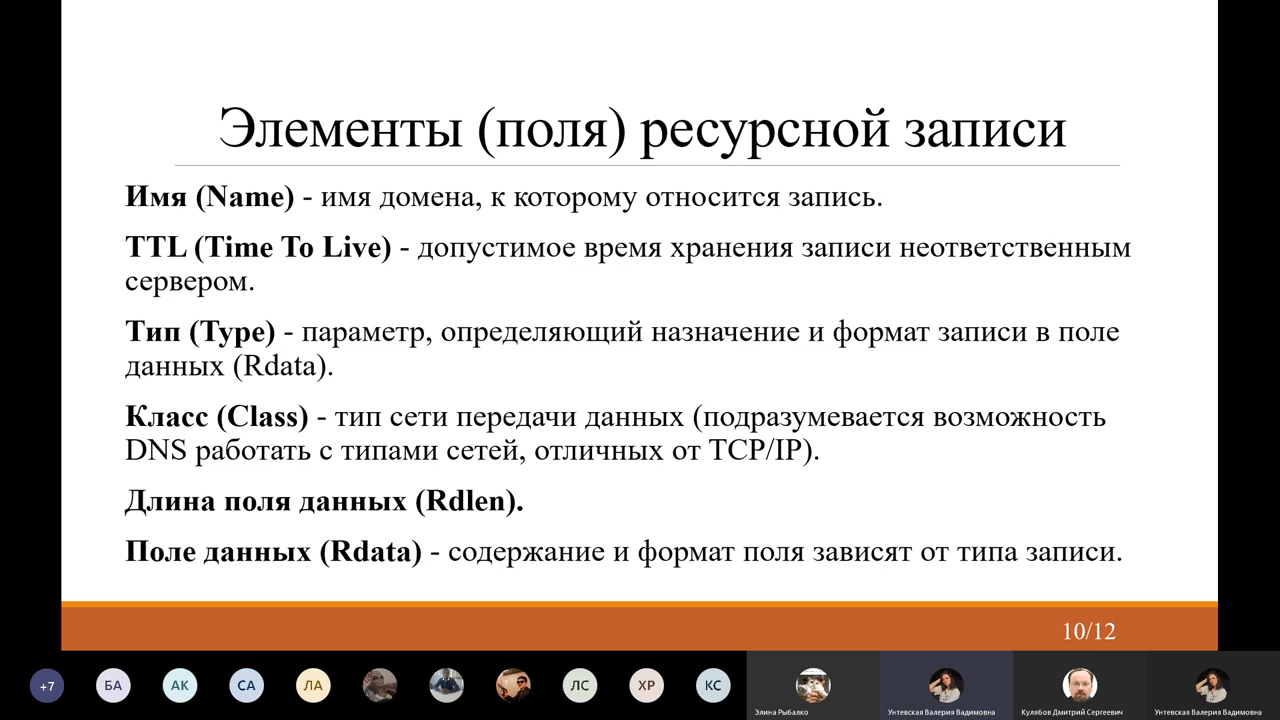 Элементы (поля) ресурсной записи
Имя (Name) - имя домена, к которому относится запись.
TTL (Time To Live) - допустимое время хранения записи неответственным
сервером.
Тип (Type) - параметр, определяющий назначение и формат записи в поле
данных (Rdata).
Класс (Class) - тип сети передачи данных (подразумевается возможность
DNS работать с типами сетей, отличных от TCP/IP).
Длина поля данных (Rdlen).
Поле данных (Rdata) - содержание и формат поля зависят от типа записи.
10/12
+7 БА АК СА ЛА ЛС ХР КС
Элина Рыбалко Унтевская Валерия Вадимовна Кулябов Дмитрий Сергеевич Унтевская Валерия Вадимовна